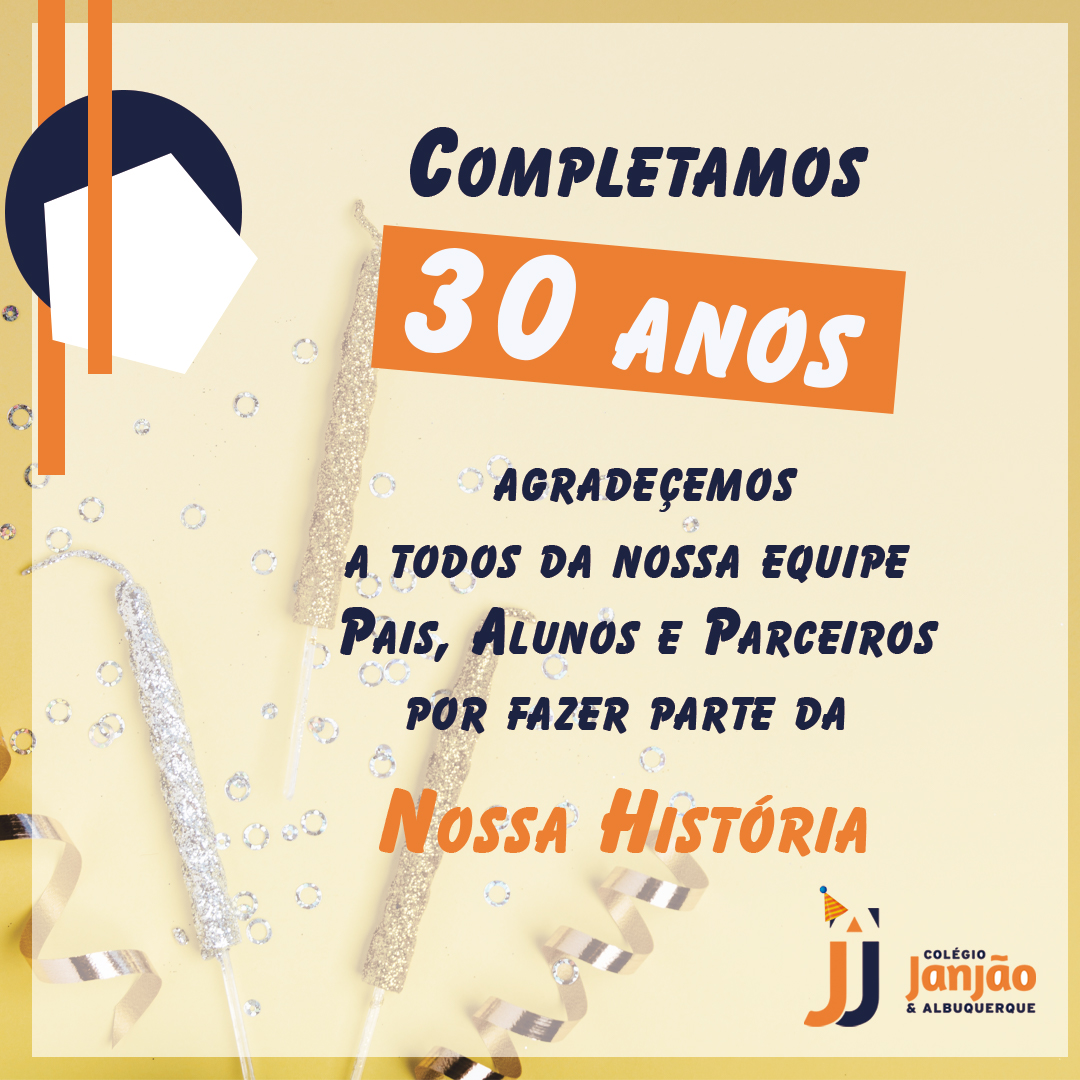 COMPLETAMOS
30 ANOS
AGRADEÇEMOS
A TODOS DA NOSSA EQUIPE
PAIS, ALUNOS E PARCEIROS
POR FAZER PARTE DA
NOSSA HISTÓRIA
JJ
COLÉGIO
Janjão
& ALBUQUERQUE